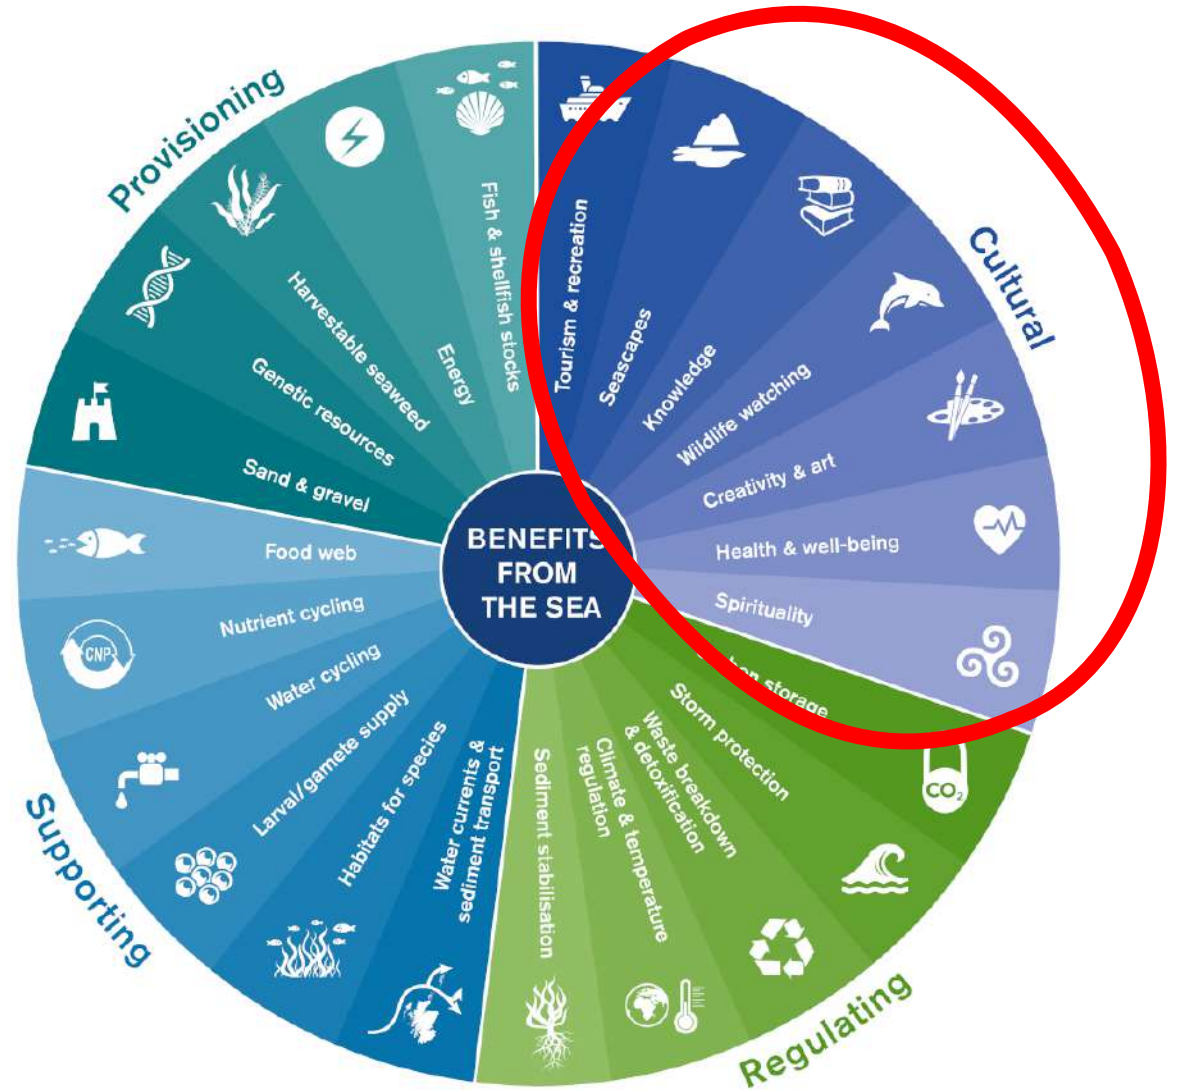 Provisioning
Cultural
Supporting
Regulating
BENEFITS
FROM
THE SEA
Tourism & recreation
Seascapes
Knowledge
Wildlife watching
Creativity & art
Health & well-being
Spirituality
storage
CO₂
Storm protection
Waste breakdown
& detoxification
Climate & temperature
regulation
Sediment stabilisation
Water currents &
sediment transport
Habitats for species
Larval/gamete supply
Water cycling
Nutrient cycling
CNP
Food web
Sand & gravel
Genetic resources
Harvestable seaweed
Energy
Fish & shellfish stocks